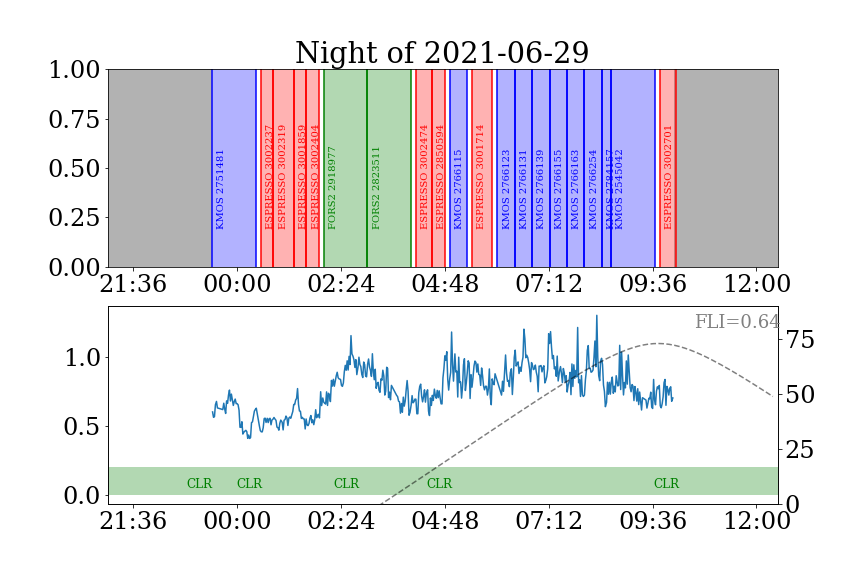 Night of 2021-06-29
1.00
0.75
0.50
0.25
0.00
KMOS 2751481
ESPRESSO 3002237
ESPRESSO 3002319
ESPRESSO 3001859
ESPRESSO 3002404
FORS2 2918977
FORS2 2823511
ESPRESSO 3002474
ESPRESSO 2850594
KMOS 2766115
ESPRESSO 3001714
KMOS 2766123
KMOS 2766131
KMOS 2766139
KMOS 2766155
KMOS 2766163
KMOS 2766254
KMOS 2784157
KMOS 2545042
ESPRESSO 3002701
21:36 00:00 02:24 04:48 07:12 09:36 12:00
FLI=0.64
1.0
0.5
0.0
75
50
25
0
CLR CLR CLR CLR CLR
21:36 00:00 02:24 04:48 07:12 09:36 12:00